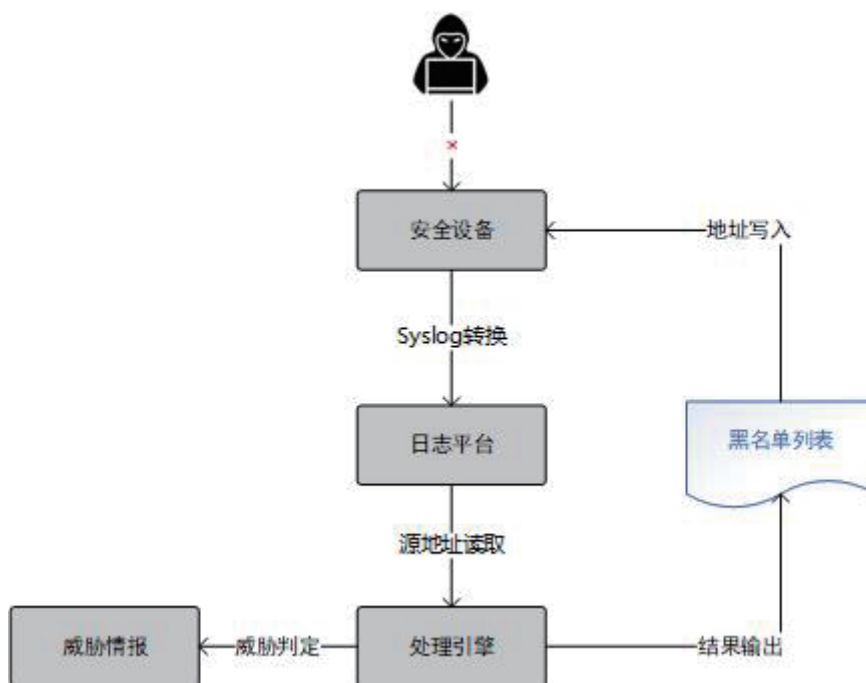 ×
安全设备
地址写入
Syslog转换
日志平台
黑名单列表
源地址读取
威胁情报
威胁判定
处理引擎
结果输出